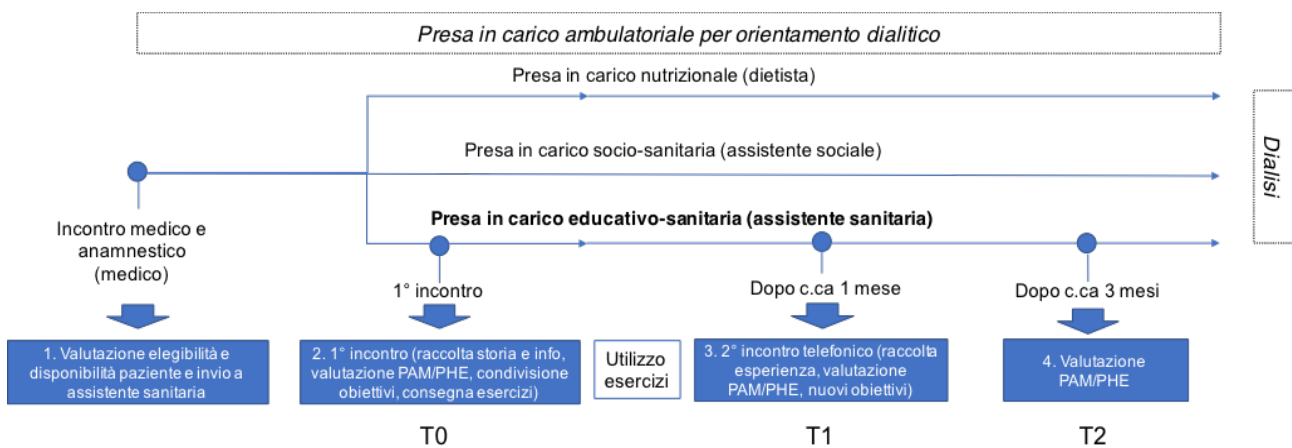 Presa in carico ambulatoriale per orientamento dialitico
Presa in carico nutrizionale (dietista)
Presa in carico socio-sanitaria (assistente sociale)
Presa in carico educativo-sanitaria (assistente sanitaria)
Dialisi
Incontro medico e
anamnestico
(medico)
1° incontro
Dopo c.ca 1 mese
Dopo c.ca 3 mesi
1. Valutazione elegibilità e
disponibilità paziente e invio a
assistente sanitaria
2. 1° incontro (raccolta storia e info,
valutazione PAM/PHE, condivisione
obiettivi, consegna esercizi)
Utilizzo
esercizi
3. 2° incontro telefonico (raccolta
esperienza, valutazione
PAM/PHE, nuovi obiettivi)
4. Valutazione
PAM/PHE
T0
T1
T2